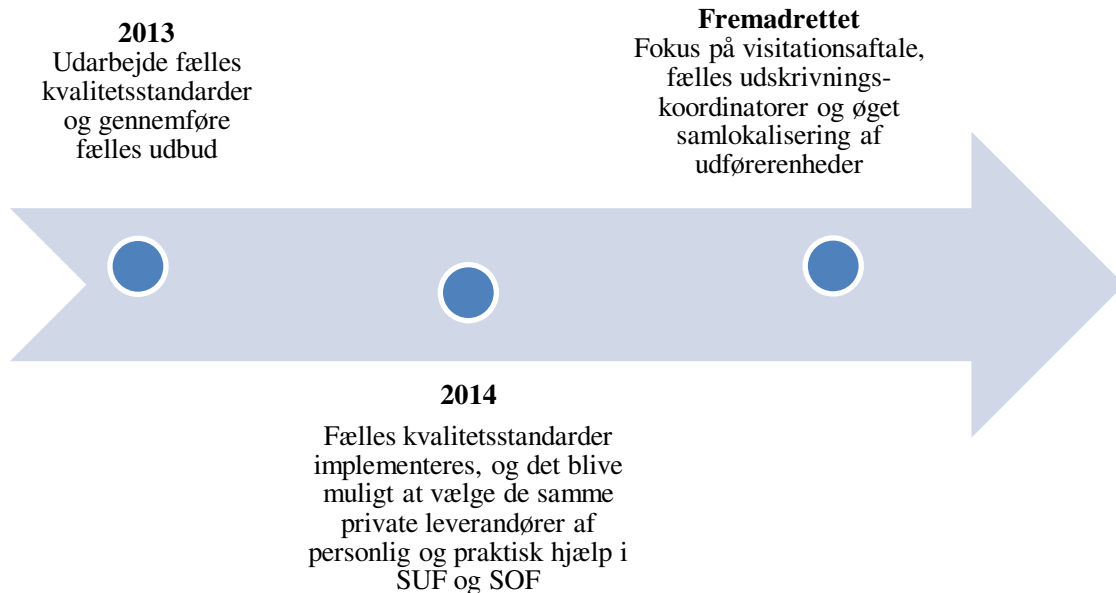 2013
Udarbejde fælles
kvalitetsstandarder
og gennemføre
fælles udbud
2014
Fælles kvalitetsstandarder
implementeres, og det blive
muligt at vælge de samme
private leverandører af
personlig og praktisk hjælp i
SUF og SOF
Fremadrettet
Fokus på visitationsaftale,
fælles udskrivnings-
koordinatorer og øget
samlokalisering af
udførerenheder